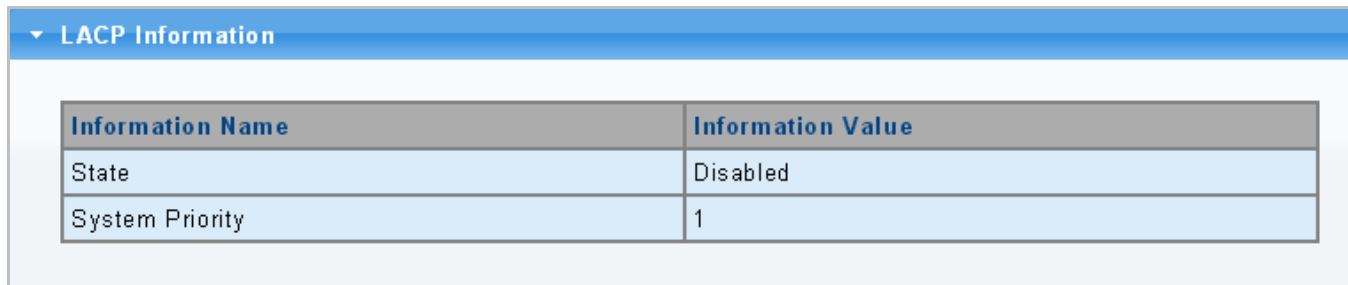 LACP Information
Information Name Information Value
State Disabled
System Priority 1